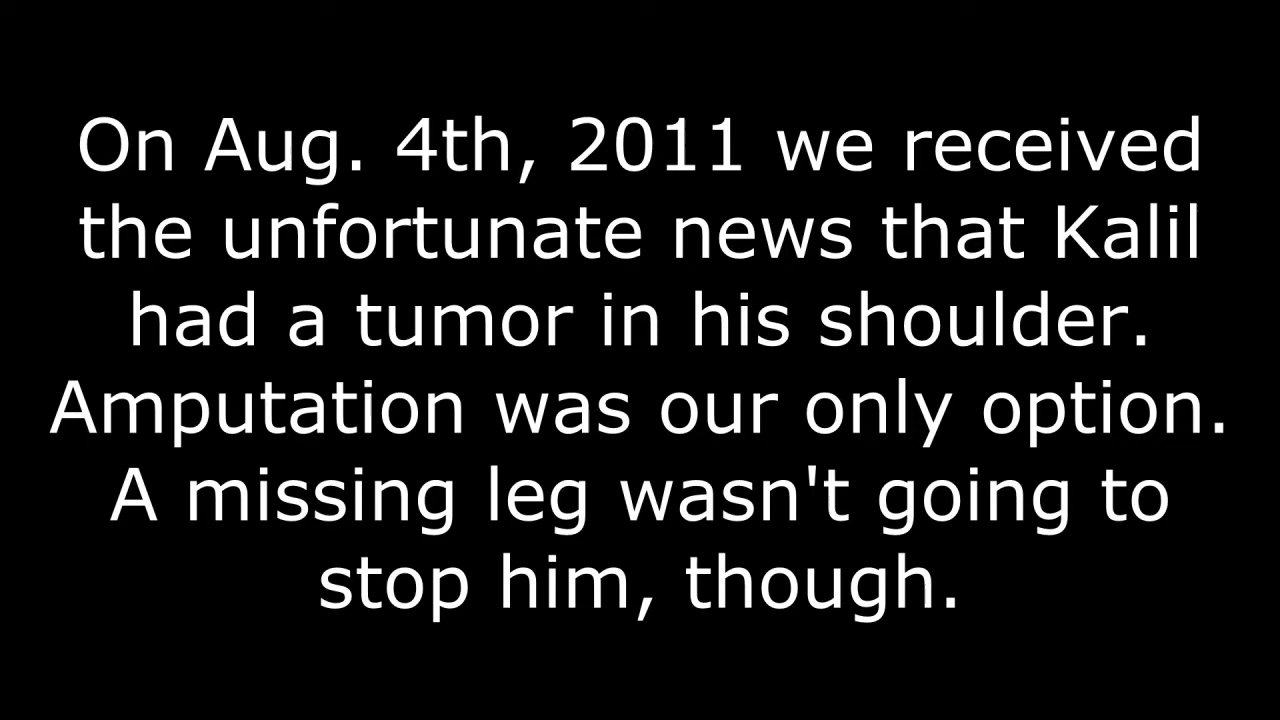 On Aug. 4th, 2011 we received
the unfortunate news that Kalil
had a tumor in his shoulder.
Amputation was our only option.
A missing leg wasn't going to
stop him, though.